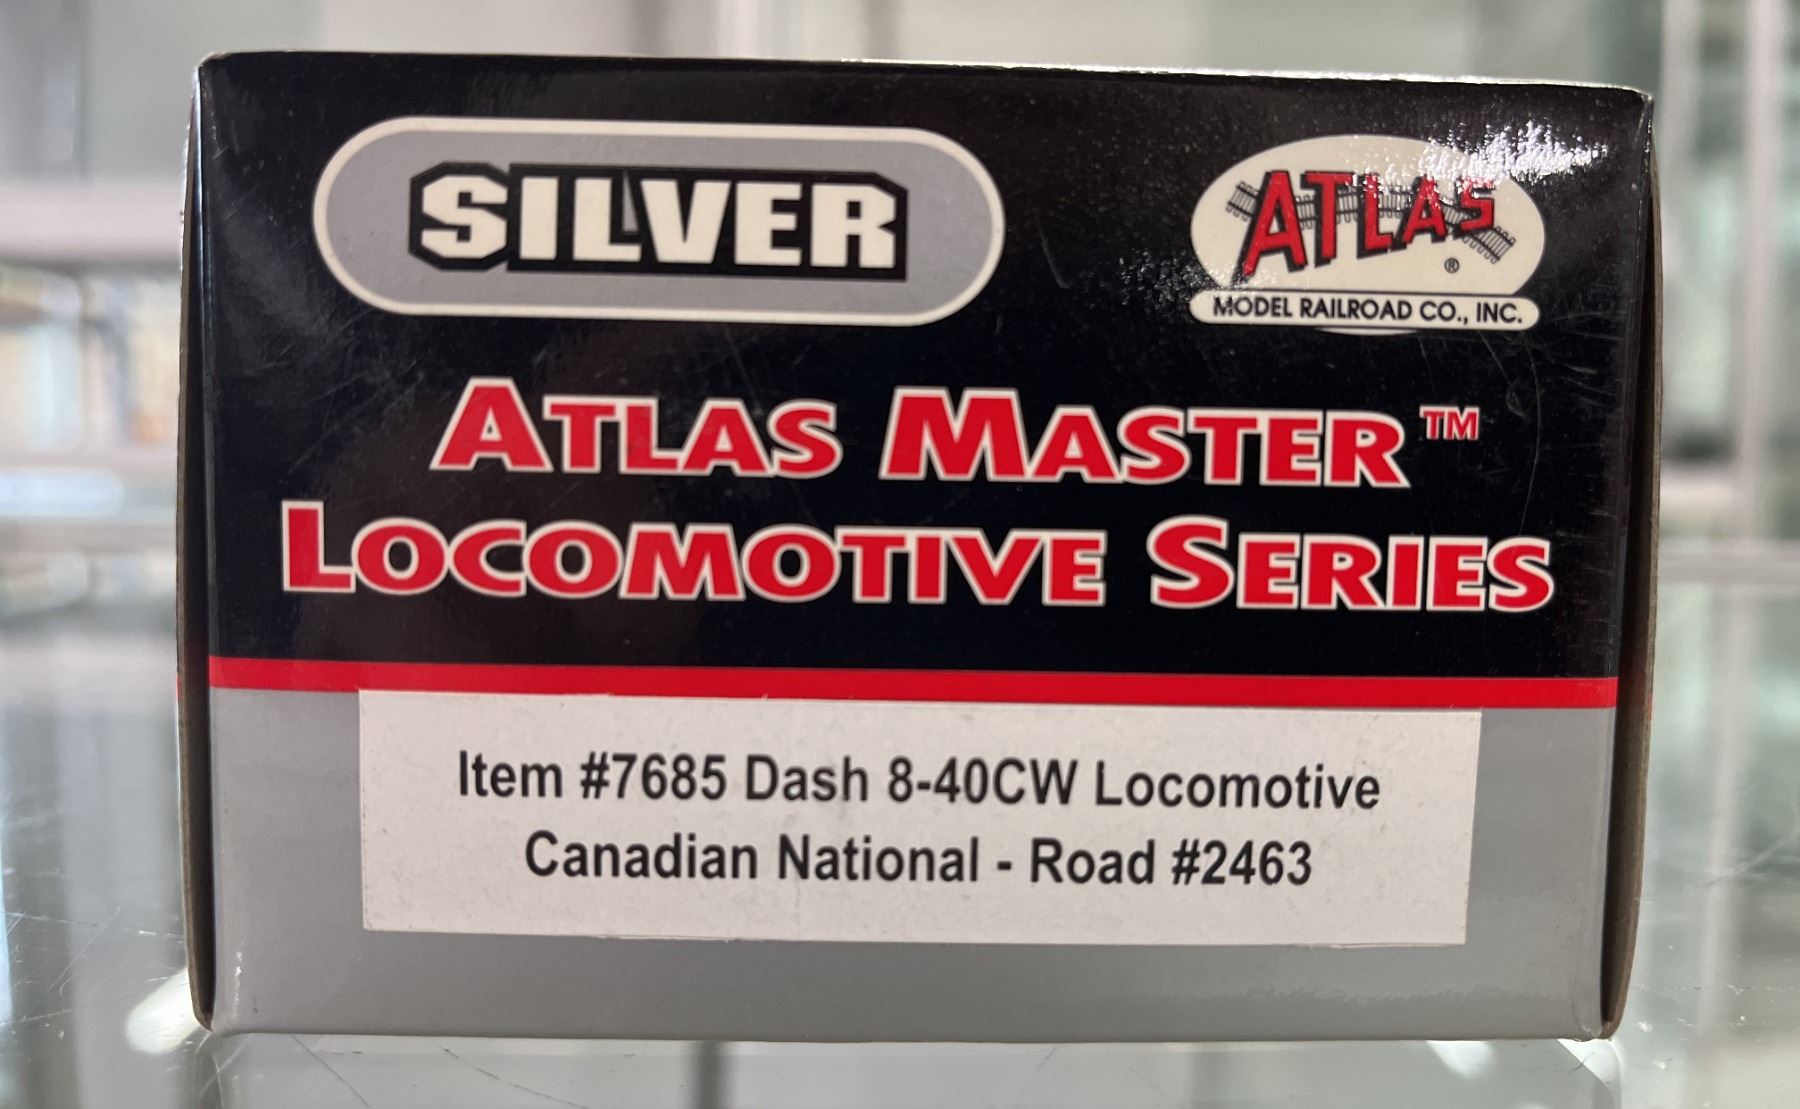 SILVER
ATLAS
®
MODEL RAILROAD CO., INC.
ATLAS MASTER™
LOCOMOTIVE SERIES
Item #7685 Dash 8-40CW Locomotive
Canadian National - Road #2463